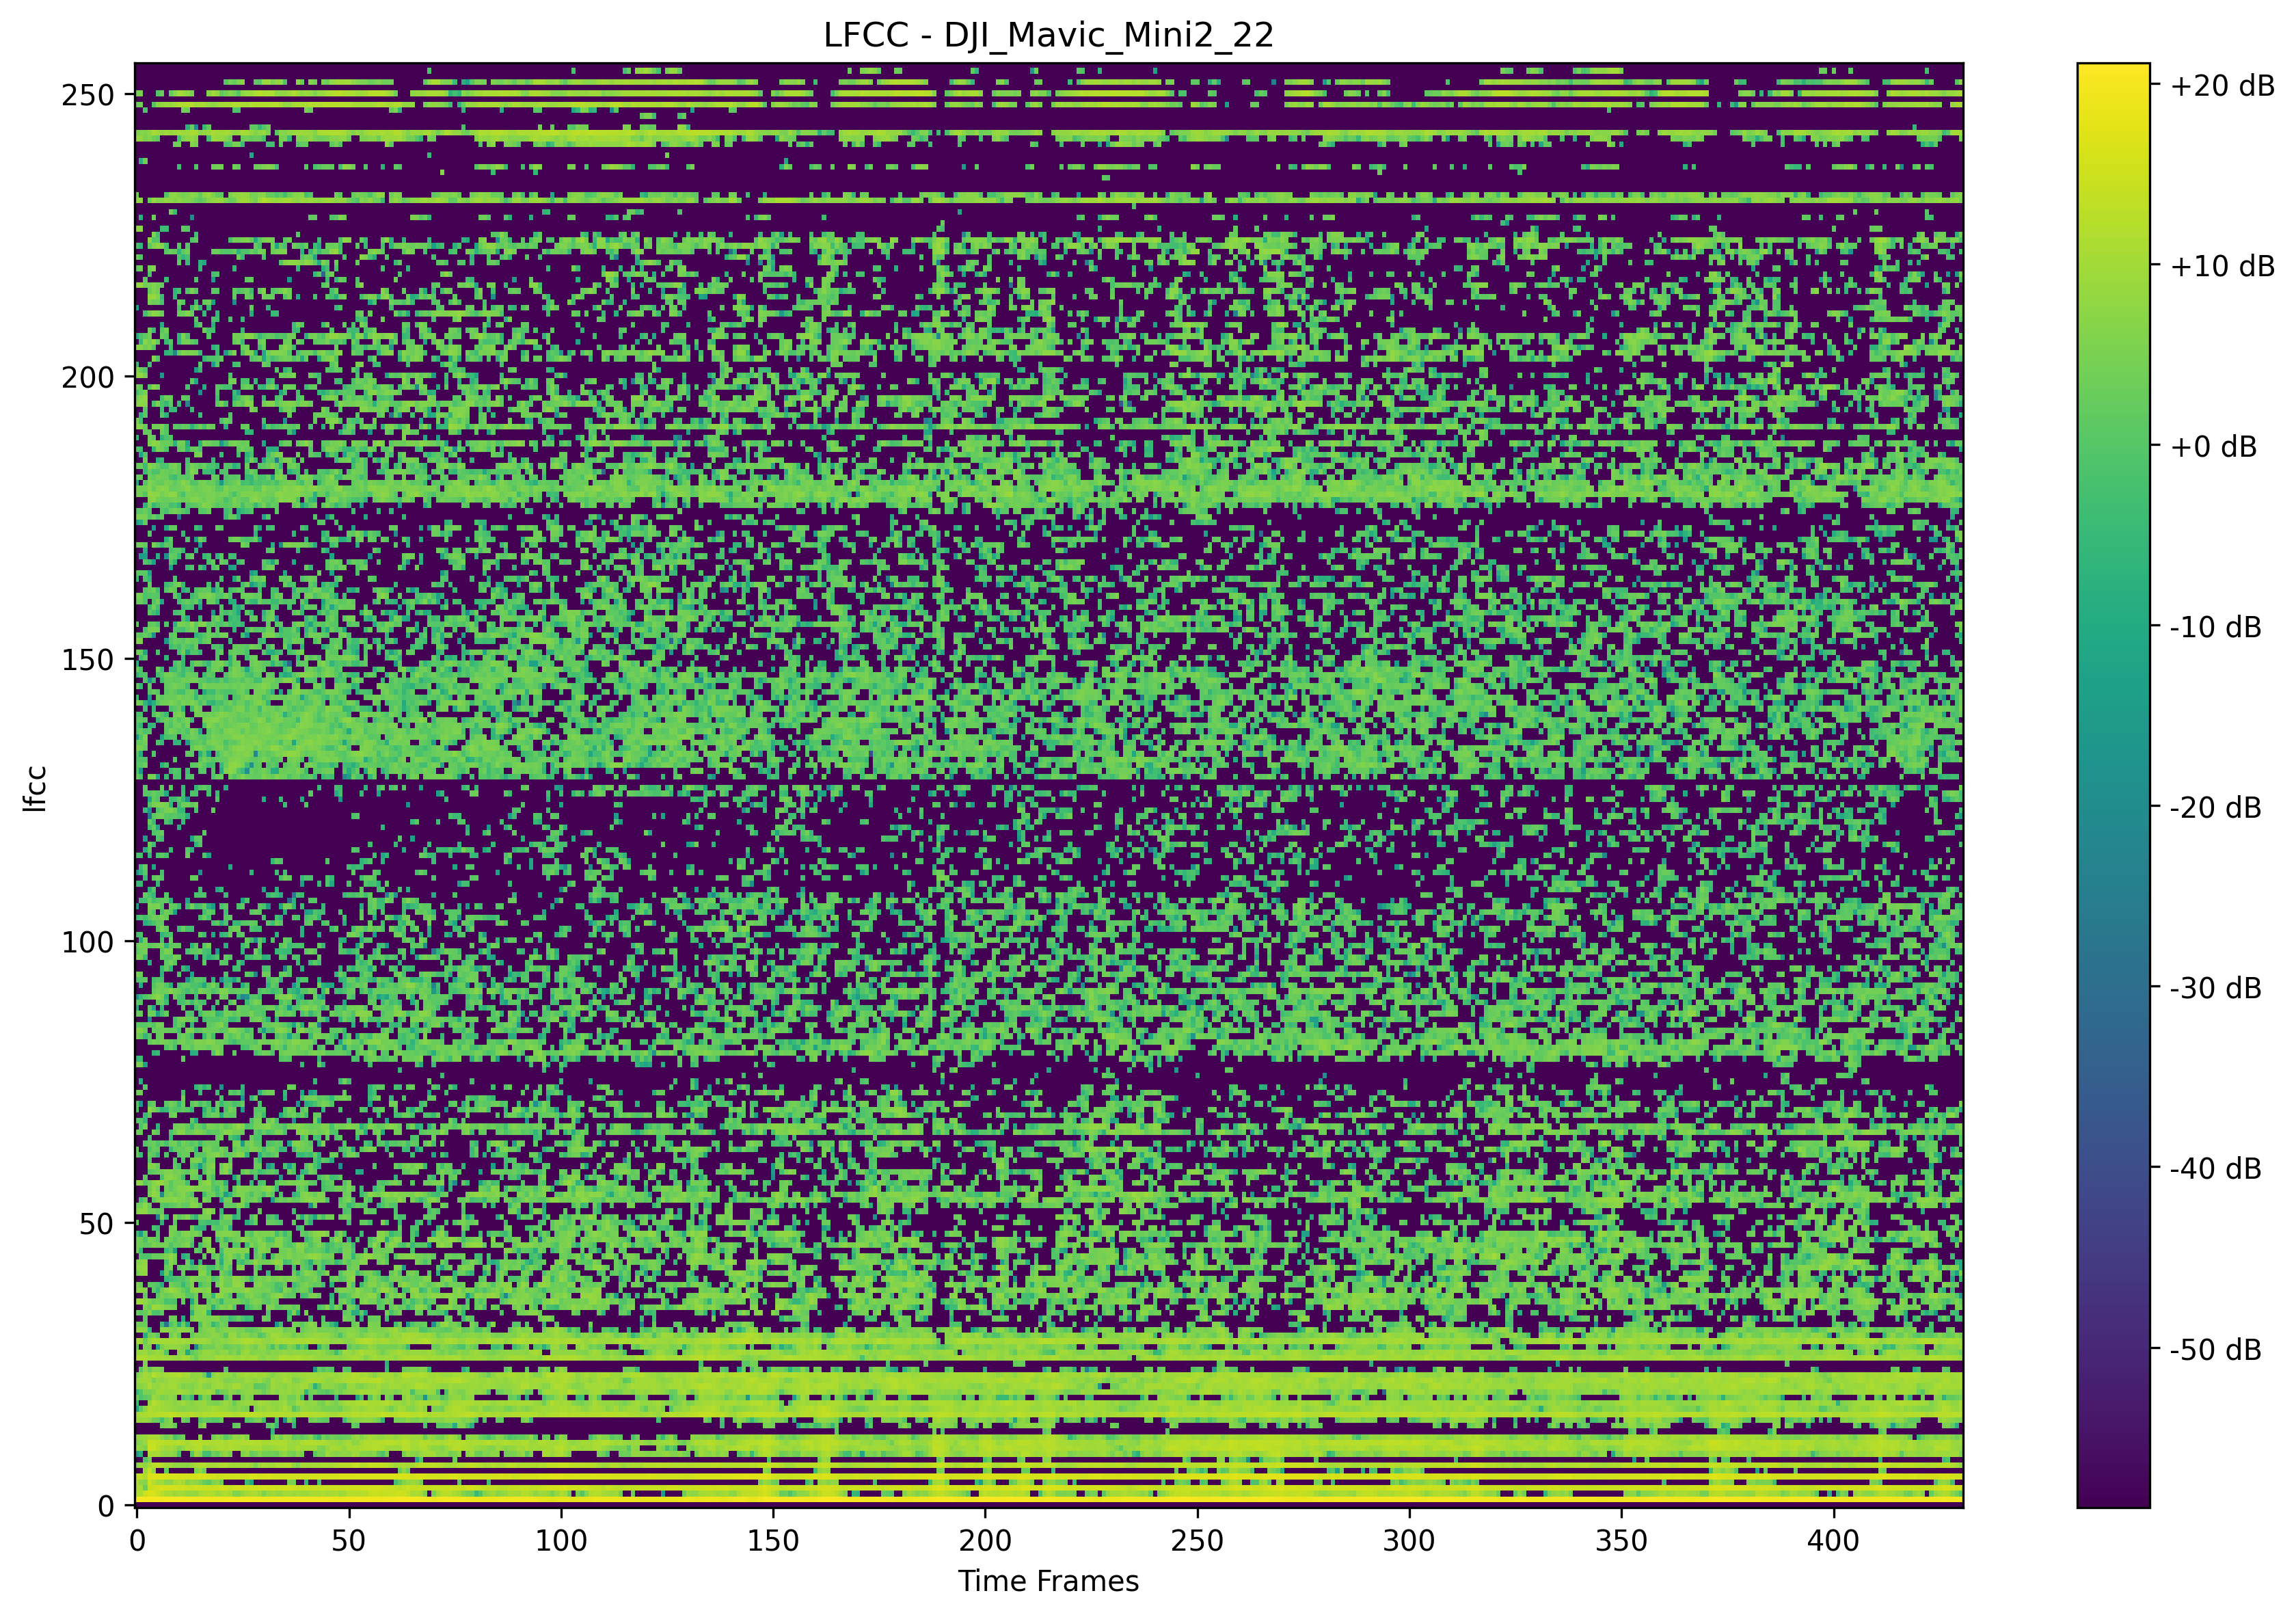 LFCC - DJI_Mavic_Mini2_22
250
200
150
100
50
0
lfcc
0
50
100
150
200
250
300
350
400
Time Frames
+20 dB
+10 dB
+0 dB
-10 dB
-20 dB
-30 dB
-40 dB
-50 dB